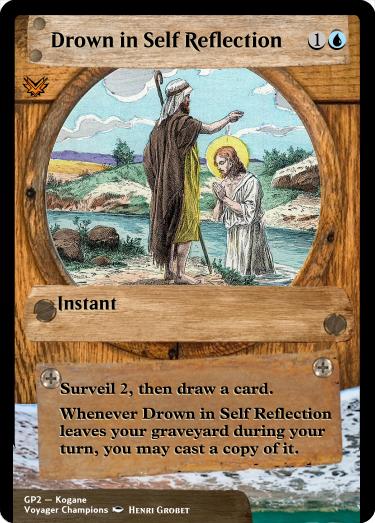 Drown in Self Reflection 1
Instant
Surveil 2, then draw a card.
Whenever Drown in Self Reflection
leaves your graveyard during your
turn, you may cast a copy of it.
GP2 — Kogane
Voyager Champions Henri Grobet